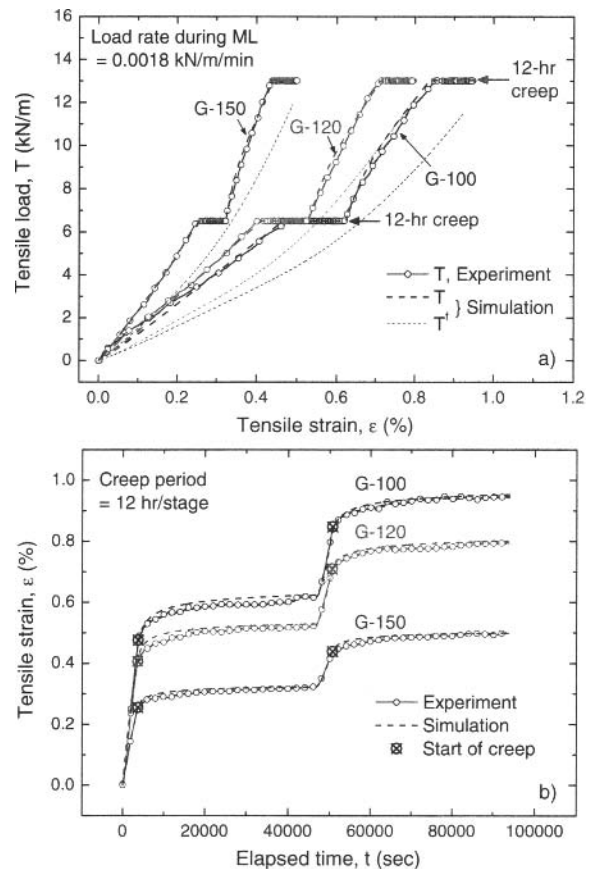 16
14
12
10
8
6
4
2
0
Tensile load, T (kN/m)
Load rate during ML
= 0.0018 kN/m/min
G-150
G-120
G-100
12-hr
creep
12-hr creep
T, Experiment
T
T† } Simulation
a)
0.0 0.2 0.4 0.6 0.8 1.0 1.2
Tensile strain, ε (%)
1.0
0.8
0.6
0.4
0.2
0.0
Tensile strain, ε (%)
Creep period
= 12 hr/stage
G-100
G-120
G-150
Experiment
Simulation
Start of creep
b)
0 20000 40000 60000 80000 100000
Elapsed time, t (sec)